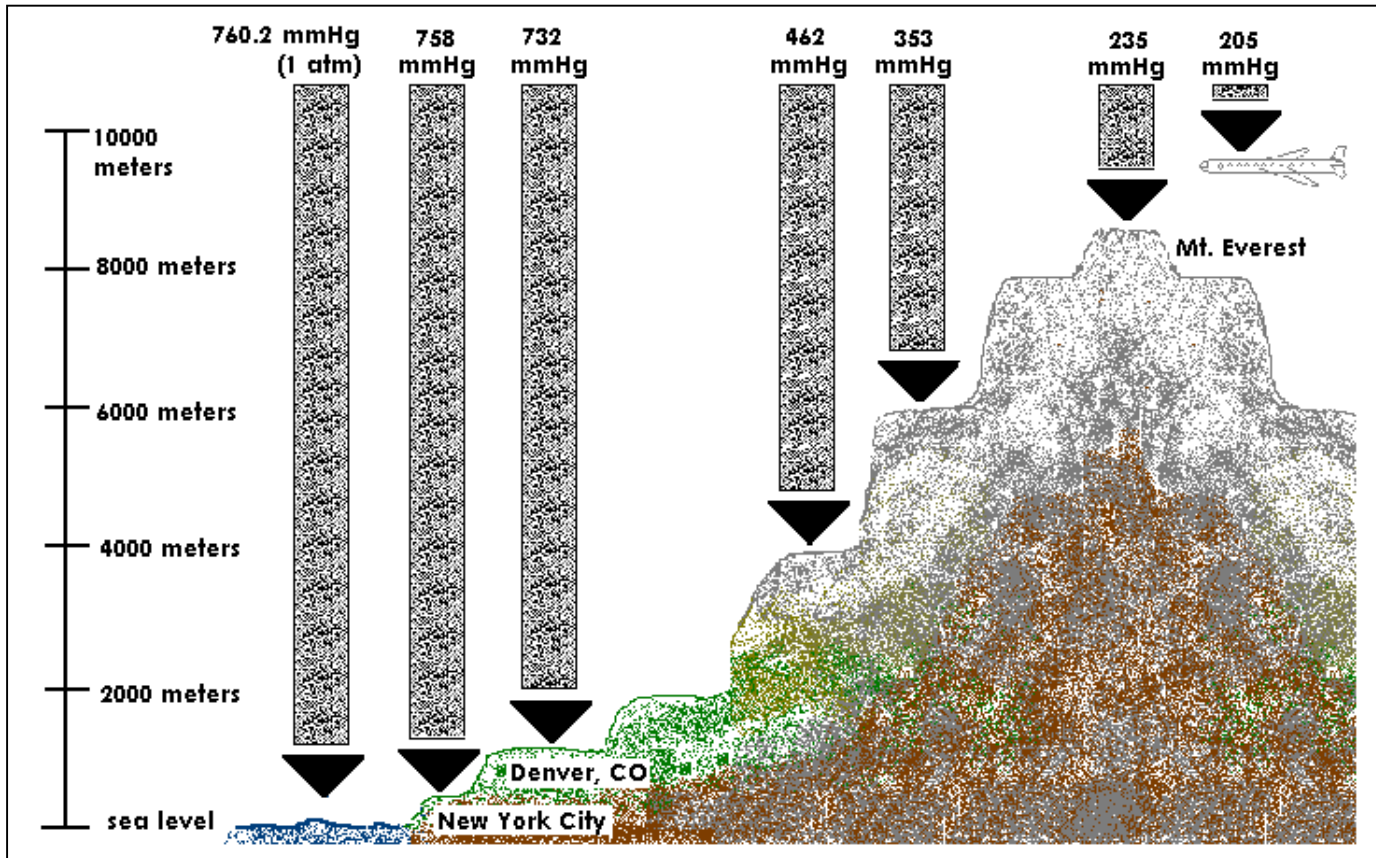 760.2 mmHg
(1 atm)
758
mmHg
732
mmHg
462
mmHg
353
mmHg
235
mmHg
205
mmHg
10000
meters
8000 meters
6000 meters
4000 meters
2000 meters
sea level
Mt. Everest
Denver, CO
New York City